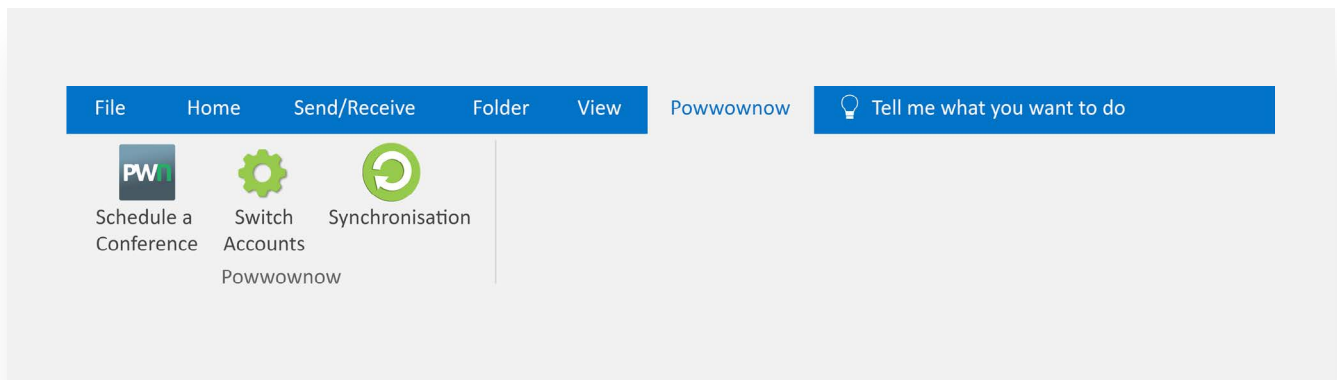 File Home Send/Receive Folder View Powwownow Tell me what you want to do
PWn
Schedule a Switch Synchronisation
Conference Accounts
Powwownow